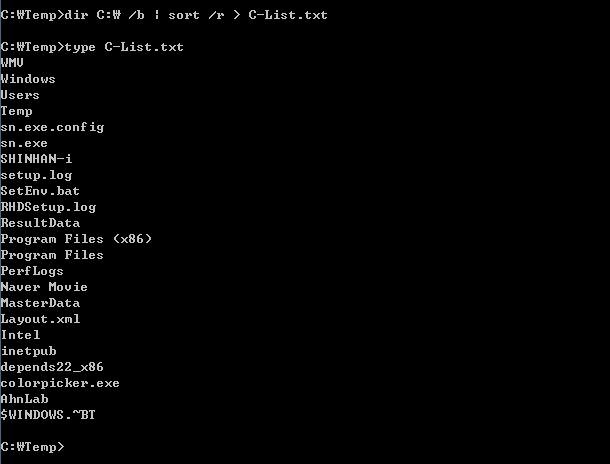 C:₩Temp>dir C:₩ /b | sort /r > C-List.txt
C:₩Temp>type C-List.txt
WMV
Windows
Users
Temp
sn.exe.config
sn.exe
SHINHAN-i
setup.log
SetEnv.bat
RHDSetup.log
ResultData
Program Files (x86)
Program Files
PerfLogs
Naver Movie
MasterData
Layout.xml
Intel
inetpub
depends22_x86
colorpicker.exe
AhnLab
$WINDOWS.~BT
C:₩Temp>